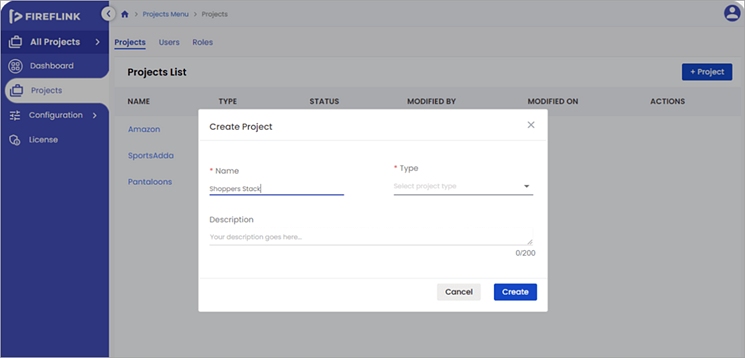 FIREFLINK
Projects Menu > Projects
All Projects
Projects Users Roles
Dashboard
Projects List
+ Project
Projects
NAME TYPE STATUS MODIFIED BY MODIFIED ON ACTIONS
Configuration
License
Amazon
SportsAdda
Pantaloons
Create Project
* Name
* Type
Shoppers Stack
Select project type
Description
Your description goes here...
0/200
Cancel
Create